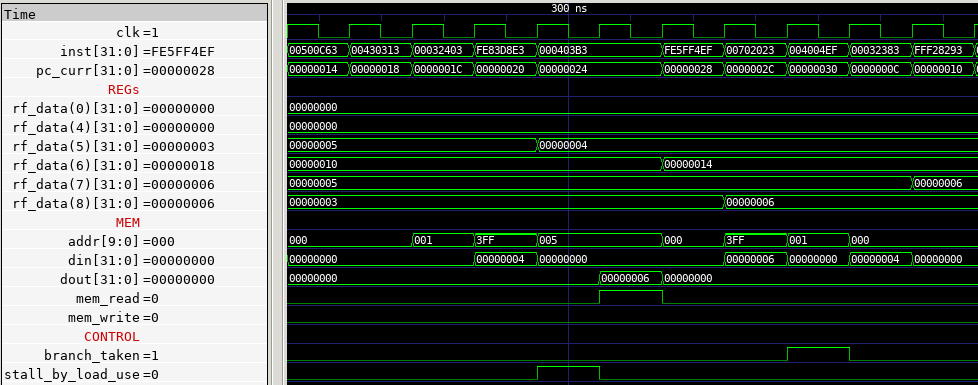 Time
300 ns
clk=1
inst[31:0]=FE5FF4EF 00500C63 00430313 00032403 FE83D8E3 000403B3 FE5FF4EF 00702023 004004EF 00032383 FFF28293
pc_curr[31:0]=00000028 00000014 00000018 0000001C 00000020 00000024 00000028 0000002C 00000030 0000000C 00000010
REGs
rf_data(0)[31:0]=00000000 00000000
rf_data(4)[31:0]=00000000 00000000
rf_data(5)[31:0]=00000003 00000005 00000004
rf_data(6)[31:0]=00000018 00000010 00000014
rf_data(7)[31:0]=00000006 00000005 00000006
rf_data(8)[31:0]=00000006 00000003 00000006
MEM
addr[9:0]=000 000 001 3FF 005 000 3FF 001 000
din[31:0]=00000000 00000000 00000004 00000000 00000006 00000000 00000004 00000000
dout[31:0]=00000000 00000000 00000006 00000000
mem_read=0
mem_write=0
CONTROL
branch_taken=1
stall_by_load_use=0